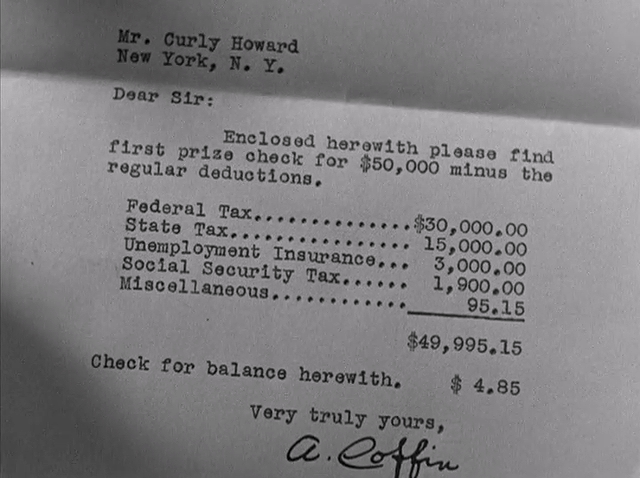 Mr. Curly Howard
New York, N. Y.
Dear Sir:
Enclosed herewith please find
first prize check for $50,000 minus the
regular deductions.
Federal Tax..............$30,000.00
State Tax................ 15,000.00
Unemployment Insurance... 3,000.00
Social Security Tax...... 1,900.00
Miscellaneous............ 95.15
$49,995.15
Check for balance herewith. $ 4.85
Very truly yours,
A. Coffin